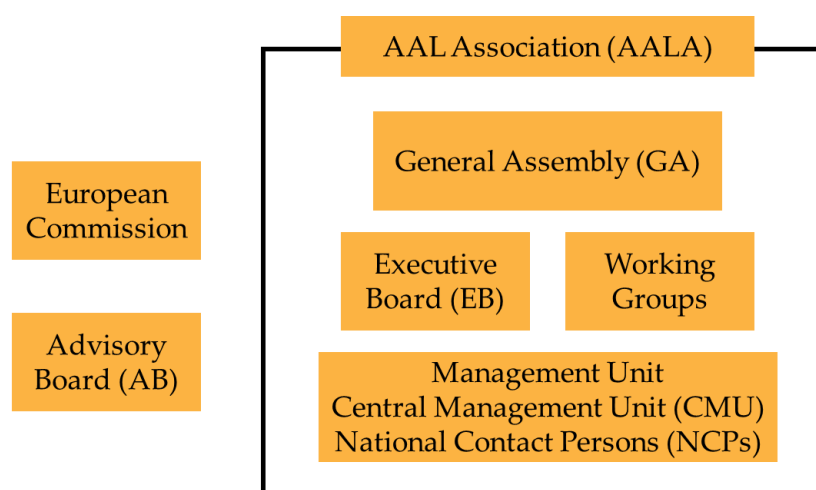 AAL Association (AALA)
General Assembly (GA)
European
Commission
Executive
Board (EB)
Working
Groups
Advisory
Board (AB)
Management Unit
Central Management Unit (CMU)
National Contact Persons (NCPs)